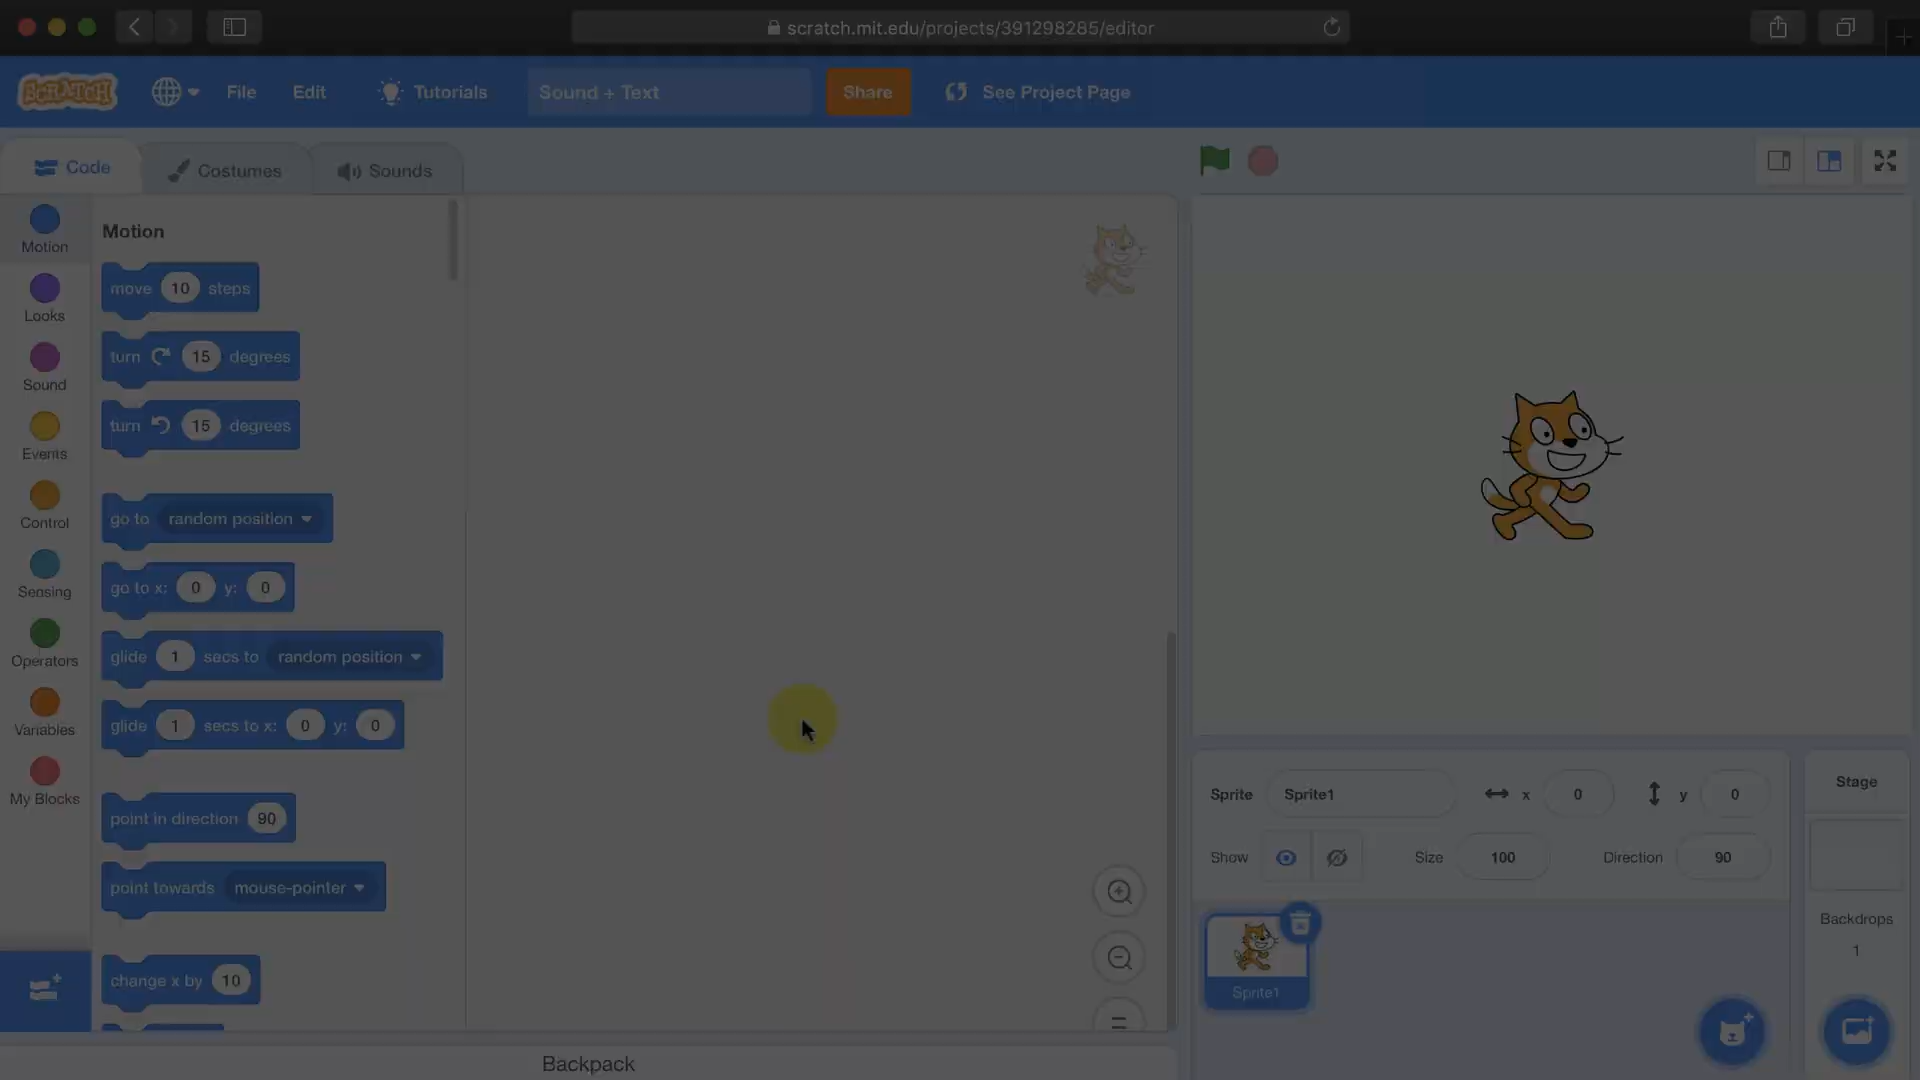 scratch.mit.edu/projects/391298285/editor
SCRATCH
File
Edit
Tutorials
Sound + Text
Share
See Project Page
Code
Costumes
Sounds
Motion
Looks
Sound
Events
Control
Sensing
Operators
Variables
My Blocks
Motion
move 10 steps
turn 15 degrees
turn 15 degrees
go to random position
go to x: 0 y: 0
glide 1 secs to random position
glide 1 secs to x: 0 y: 0
point in direction 90
point towards mouse-pointer
change x by 10
Backpack
Sprite Sprite1 x 0 y 0
Show Size 100 Direction 90
Sprite1
Stage
Backdrops
1